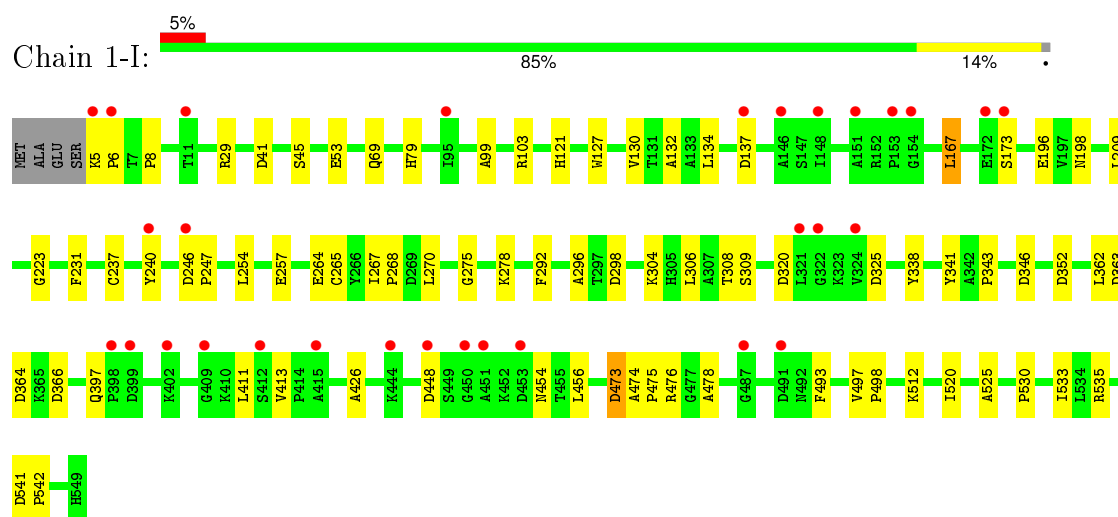 5%
Chain 1-I:
85% 14% •
MET ALA GLU SER K5 P6 T7 P8 T11 R29 D41 S45 E53 Q69 H79 I95 A99 R103 H121 W127 V130 T131 A132 A133 L134 D137 A146 S147 I148 A151 R152 P153 G154 L167 E172 S173 E196 V197 N198
G223 F231 C237 Y240 D246 P247 L254 E257 E264 C265 Y266 I267 P268 D269 L270 G275 K278 F292 A296 T297 D298 K304 H305 L306 A307 T308 S309 D320 L321 G322 K323 V324 D325 Y338 Y341 A342 P343 D346 D352 L362
D364 K365 D366 Q397 P398 D399 K402 G409 K410 L411 S412 V413 P414 A415 A426 K444 D448 S449 G450 A451 K452 D453 N454 T455 L456 D473 A474 P475 R476 G477 A478 G487 D491 N492 F493 V497 P498 K512 I520 A525 P530 I533 L534 R535
D541 P542 H549